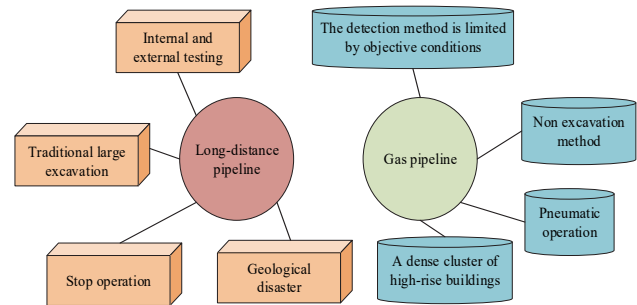 Internal and
external testing
Traditional large
excavation
Long-distance
pipeline
Stop operation
Geological
disaster
The detection method is limited
by objective conditions
Non excavation
method
Gas pipeline
Pneumatic
operation
A dense cluster of
high-rise buildings